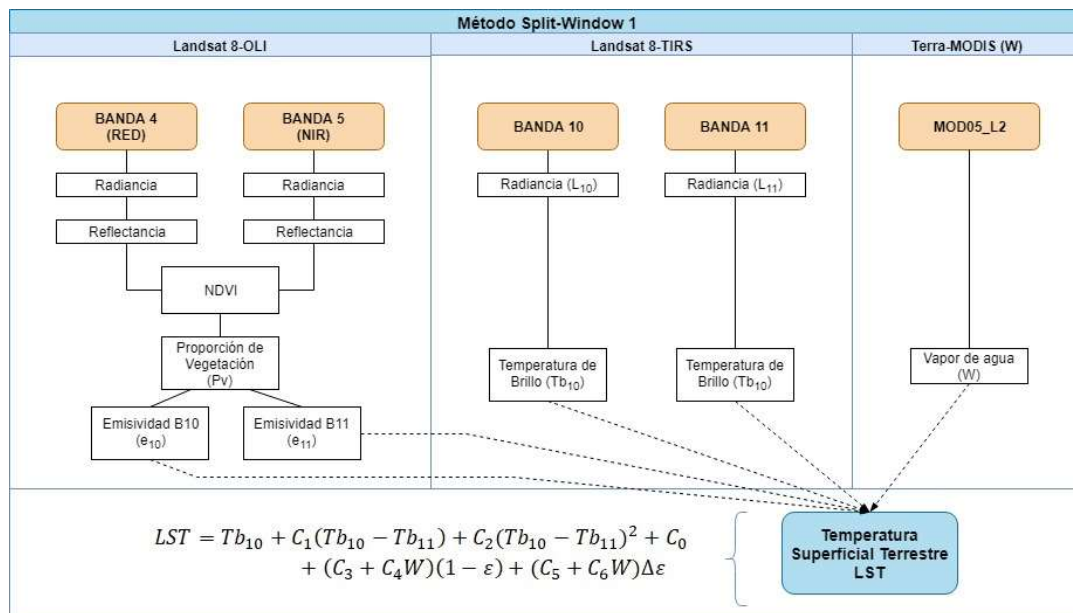 Método Split-Window 1
Landsat 8-OLI
Landsat 8-TIRS
Terra-MODIS (W)
BANDA 4
(RED)
BANDA 5
(NIR)
BANDA 10
BANDA 11
MOD05_L2
Radiancia
Radiancia
Radiancia (L₁₀)
Radiancia (L₁₁)
Reflectancia
Reflectancia
NDVI
Proporción de
Vegetación
(Pv)
Temperatura de
Brillo (Tb₁₀)
Temperatura de
Brillo (Tb₁₀)
Vapor de agua
(W)
Emisividad B10
(e₁₀)
Emisividad B11
(e₁₁)
LST = Tb₁₀ + C₁(Tb₁₀ − Tb₁₁) + C₂(Tb₁₀ − Tb₁₁)² + C₀
+ (C₃ + C₄W)(1 − ε) + (C₅ + C₆W)Δε
Temperatura
Superficial Terrestre
LST